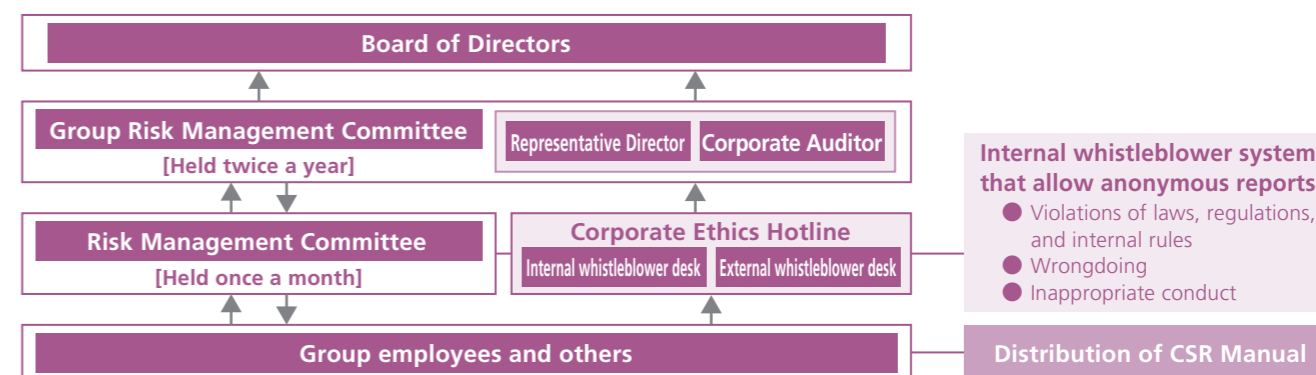 Board of Directors
Group Risk Management Committee
[Held twice a year]
Representative Director
Corporate Auditor
Risk Management Committee
[Held once a month]
Corporate Ethics Hotline
Internal whistleblower desk
External whistleblower desk
Internal whistleblower system
that allow anonymous reports
● Violations of laws, regulations,
and internal rules
● Wrongdoing
● Inappropriate conduct
Group employees and others
Distribution of CSR Manual